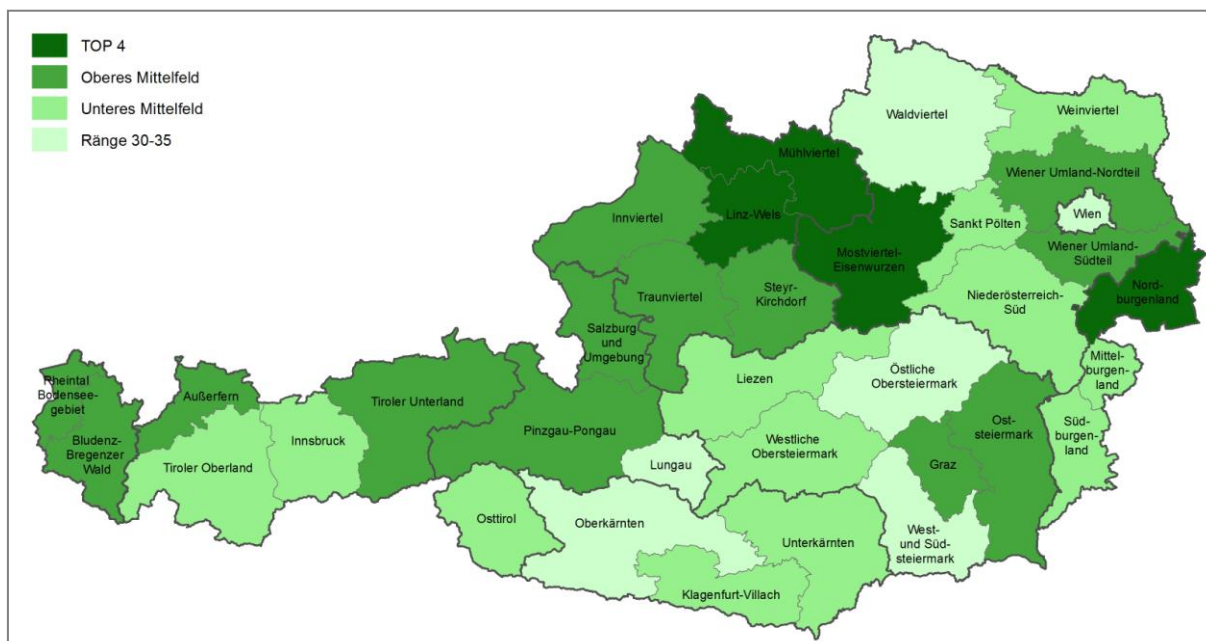 TOP 4
Oberes Mittelfeld
Unteres Mittelfeld
Ränge 30-35
Waldviertel
Weinviertel
Mühlviertel
Wiener Umland-Nordteil
Innviertel
Linz-Wels
Wien
Sankt Pölten
Mostviertel-
Eisenwurzen
Wiener Umland-
Südteil
Traunviertel
Steyr-
Kirchdorf
Niederösterreich-
Süd
Nord-
burgenland
Salzburg
und
Umgebung
Mittel-
burgen-
land
Liezen
Östliche
Obersteiermark
Rheintal
Bodensee-
gebiet
Außerfern
Tiroler Unterland
Bludenz-
Bregenzer
Wald
Innsbruck
Pinzgau-Pongau
Ost-
steiermark
Süd-
burgen-
land
Tiroler Oberland
Westliche
Obersteiermark
Lungau
Graz
Osttirol
Oberkärnten
Unterkärnten
West-
und Süd-
steiermark
Klagenfurt-Villach